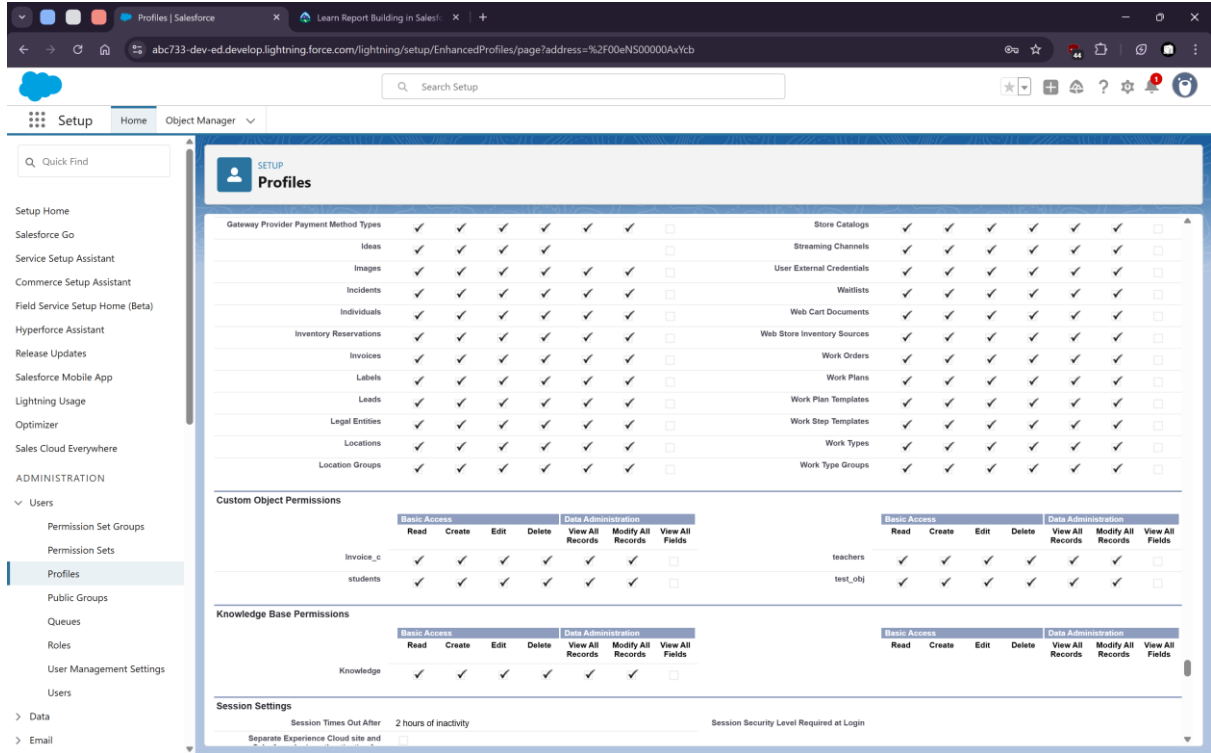 Profiles | Salesforce
Learn Report Building in Salesfc
abc733-dev-ed.develop.lightning.force.com/lightning/setup/EnhancedProfiles/page?address=%2F00eNS00000AxYcb
44
Search Setup
9
Setup
Home
Object Manager
Quick Find
Setup Home
Salesforce Go
Service Setup Assistant
Commerce Setup Assistant
Field Service Setup Home (Beta)
Hyperforce Assistant
Release Updates
Salesforce Mobile App
Lightning Usage
Optimizer
Sales Cloud Everywhere
ADMINISTRATION
Users
Permission Set Groups
Permission Sets
Profiles
Public Groups
Queues
Roles
User Management Settings
Users
Data
Email
SETUP
Profiles
Gateway Provider Payment Method Types Store Catalogs
Ideas Streaming Channels
Images User External Credentials
Incidents Waitlists
Individuals Web Cart Documents
Inventory Reservations Web Store Inventory Sources
Invoices Work Orders
Labels Work Plans
Leads Work Plan Templates
Legal Entities Work Step Templates
Locations Work Types
Location Groups Work Type Groups
Custom Object Permissions
Basic Access Data Administration Basic Access Data Administration
Read Create Edit Delete View All Records Modify All Records View All Fields Read Create Edit Delete View All Records Modify All Records View All Fields
Invoice_c teachers
students test_obj
Knowledge Base Permissions
Basic Access Data Administration Basic Access Data Administration
Read Create Edit Delete View All Records Modify All Records View All Fields Read Create Edit Delete View All Records Modify All Records View All Fields
Knowledge
Session Settings
Session Times Out After 2 hours of inactivity Session Security Level Required at Login
Separate Experience Cloud site and